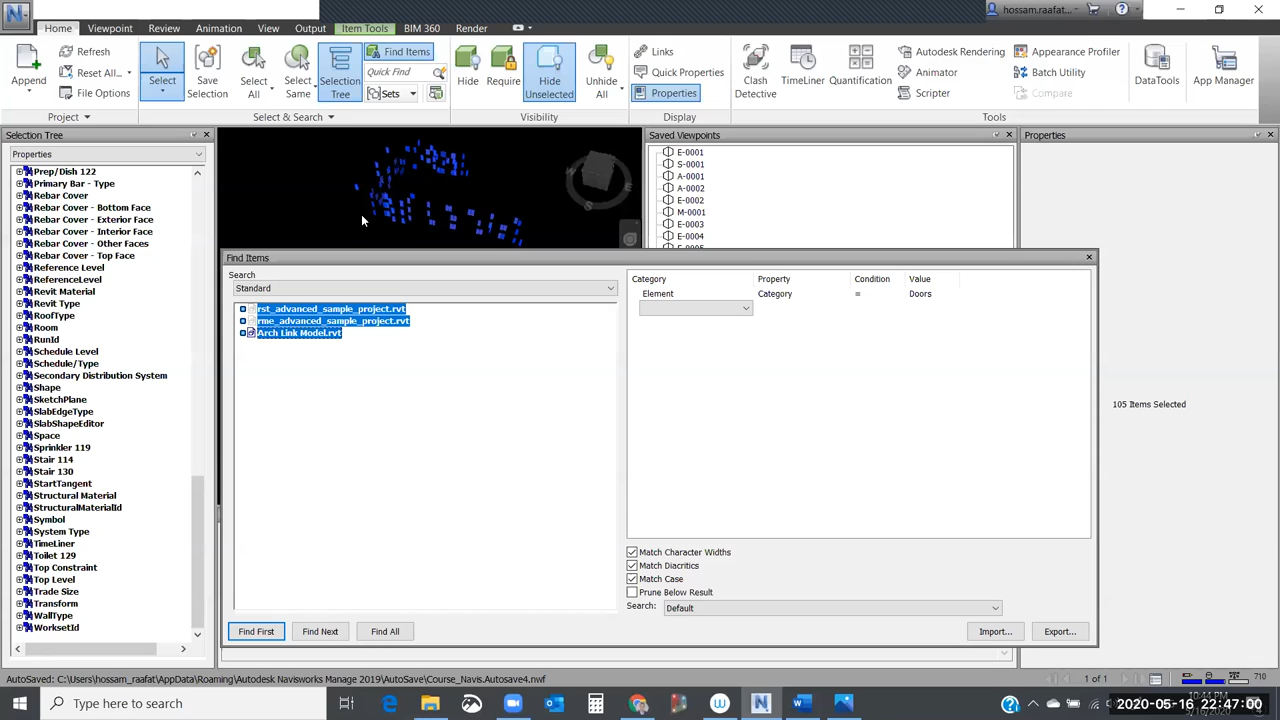 hossam.raafat...
Home Viewpoint Review Animation View Output Item Tools BIM 360 Render
Append
Refresh
Reset All...
File Options
Project
Select
Save Selection
Select All
Select Same
Selection Tree
Find Items
Quick Find
Sets
Select & Search
Hide
Require
Hide Unselected
Unhide All
Visibility
Links
Quick Properties
Properties
Display
Clash Detective
TimeLiner
Quantification
Autodesk Rendering
Animator
Scripter
Appearance Profiler
Batch Utility
Compare
DataTools
App Manager
Tools
Selection Tree
Properties
Prep/Dish 122
Primary Bar - Type
Rebar Cover
Rebar Cover - Bottom Face
Rebar Cover - Exterior Face
Rebar Cover - Interior Face
Rebar Cover - Other Faces
Rebar Cover - Top Face
Reference Level
ReferenceLevel
Revit Material
Revit Type
RoofType
Room
RunId
Schedule Level
Schedule/Type
Secondary Distribution System
Shape
SketchPlane
SlabEdgeType
SlabShapeEditor
Space
Sprinkler 119
Stair 114
Stair 130
StartTangent
Structural Material
StructuralMaterialId
Symbol
System Type
TimeLiner
Toilet 129
Top Constraint
Top Level
Trade Size
Transform
WallType
WorksetId
E
S
Saved Viewpoints
E-0001
S-0001
A-0001
A-0002
E-0002
M-0001
E-0003
E-0004
Properties
105 Items Selected
Find Items
Search
Standard
rst_advanced_sample_project.rvt
rme_advanced_sample_project.rvt
Arch Link Model.rvt
Category Property Condition Value
Element Category = Doors
Match Character Widths
Match Diacritics
Match Case
Prune Below Result
Search: Default
Find First Find Next Find All Import... Export...
AutoSaved: C:\Users\hossam_raafat\AppData\Roaming\Autodesk Navisworks Manage 2019\AutoSave\Course_Navis.Autosave4.nwf
1 of 1
710
Type here to search
10:44 PM
2020-05-16 22:47:00